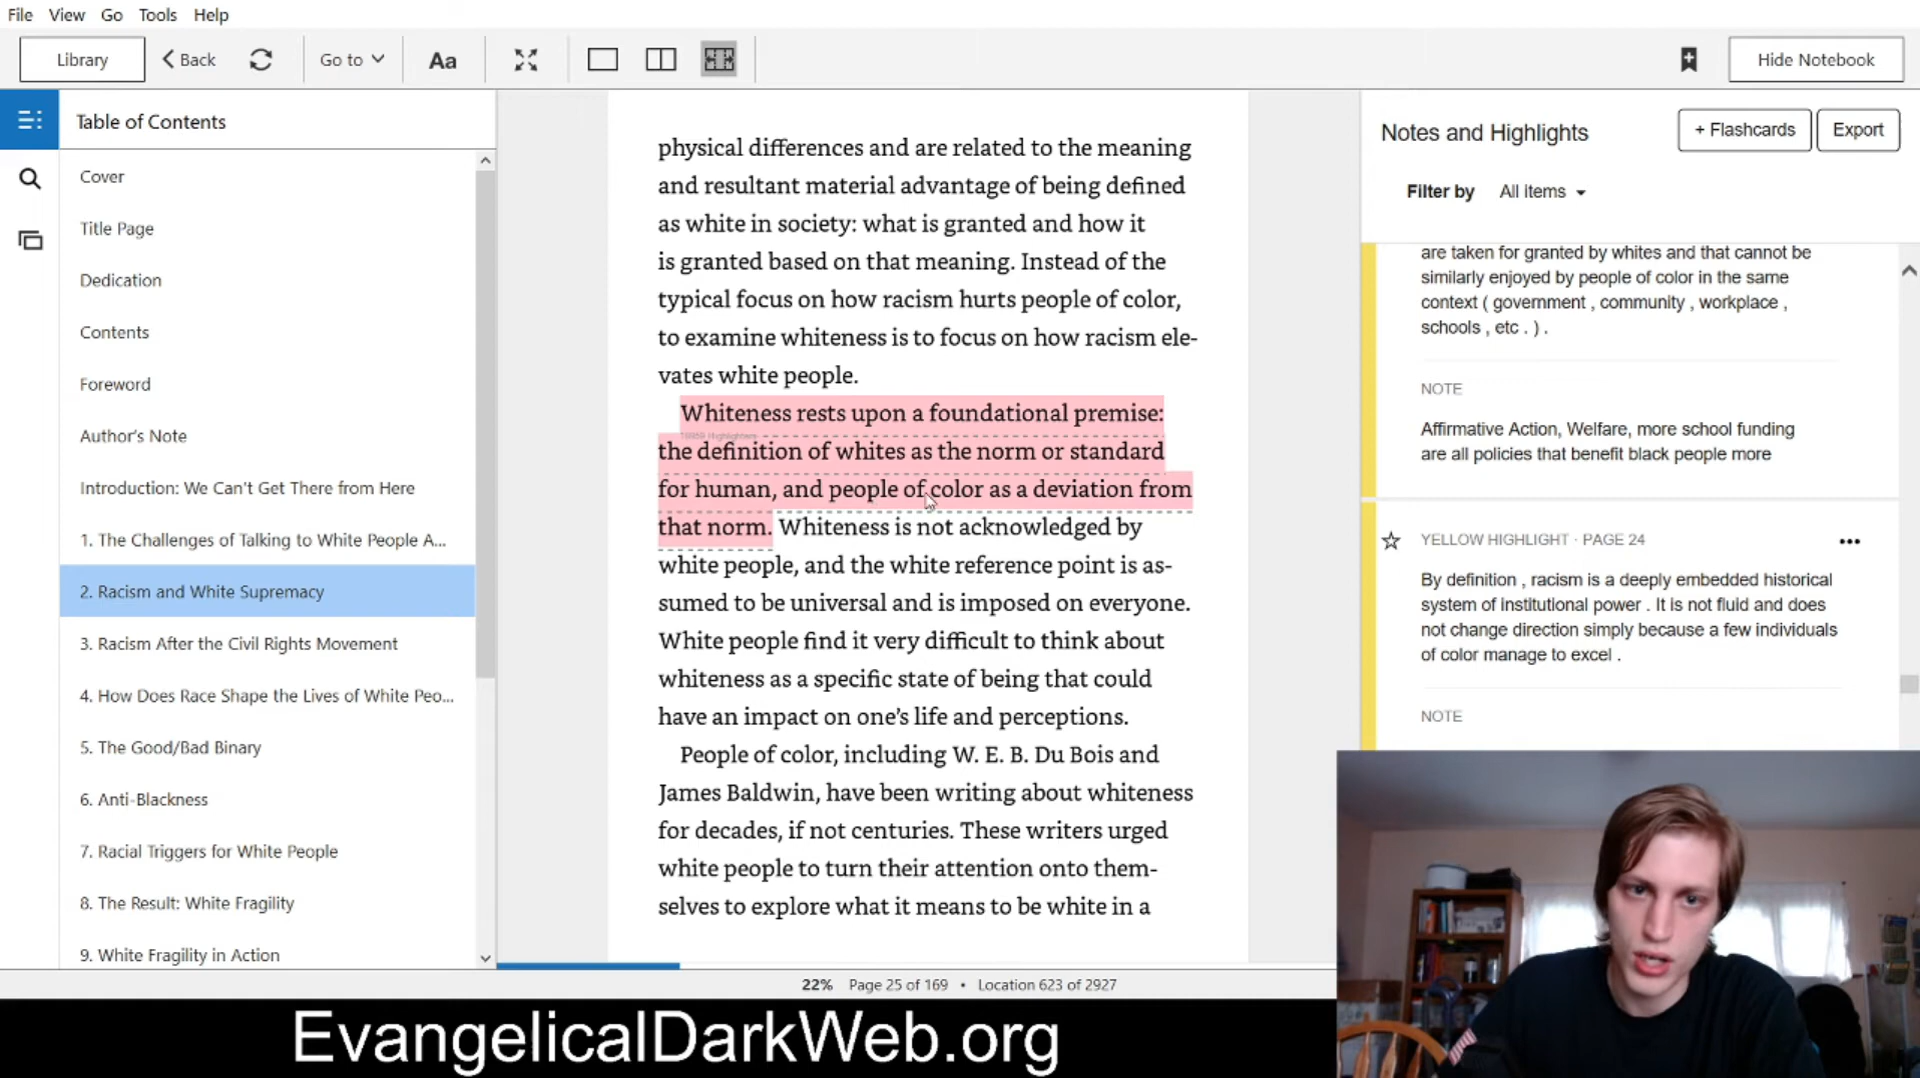 File View Go Tools Help
Library Back Go to Aa Hide Notebook
Table of Contents
Cover
Title Page
Dedication
Contents
Foreword
Author's Note
Introduction: We Can't Get There from Here
1. The Challenges of Talking to White People A...
2. Racism and White Supremacy
3. Racism After the Civil Rights Movement
4. How Does Race Shape the Lives of White Peo...
5. The Good/Bad Binary
6. Anti-Blackness
7. Racial Triggers for White People
8. The Result: White Fragility
9. White Fragility in Action
physical differences and are related to the meaning
and resultant material advantage of being defined
as white in society: what is granted and how it
is granted based on that meaning. Instead of the
typical focus on how racism hurts people of color,
to examine whiteness is to focus on how racism ele-
vates white people.
Whiteness rests upon a foundational premise:
the definition of whites as the norm or standard
for human, and people of color as a deviation from
that norm. Whiteness is not acknowledged by
white people, and the white reference point is as-
sumed to be universal and is imposed on everyone.
White people find it very difficult to think about
whiteness as a specific state of being that could
have an impact on one's life and perceptions.
People of color, including W. E. B. Du Bois and
James Baldwin, have been writing about whiteness
for decades, if not centuries. These writers urged
white people to turn their attention onto them-
selves to explore what it means to be white in a
22% Page 25 of 169 • Location 623 of 2927
Notes and Highlights
+ Flashcards Export
Filter by All items
are taken for granted by whites and that cannot be
similarly enjoyed by people of color in the same
context ( government , community , workplace ,
schools , etc . ) .
NOTE
Affirmative Action, Welfare, more school funding
are all policies that benefit black people more
YELLOW HIGHLIGHT · PAGE 24
By definition , racism is a deeply embedded historical
system of institutional power . It is not fluid and does
not change direction simply because a few individuals
of color manage to excel .
NOTE
EvangelicalDarkWeb.org